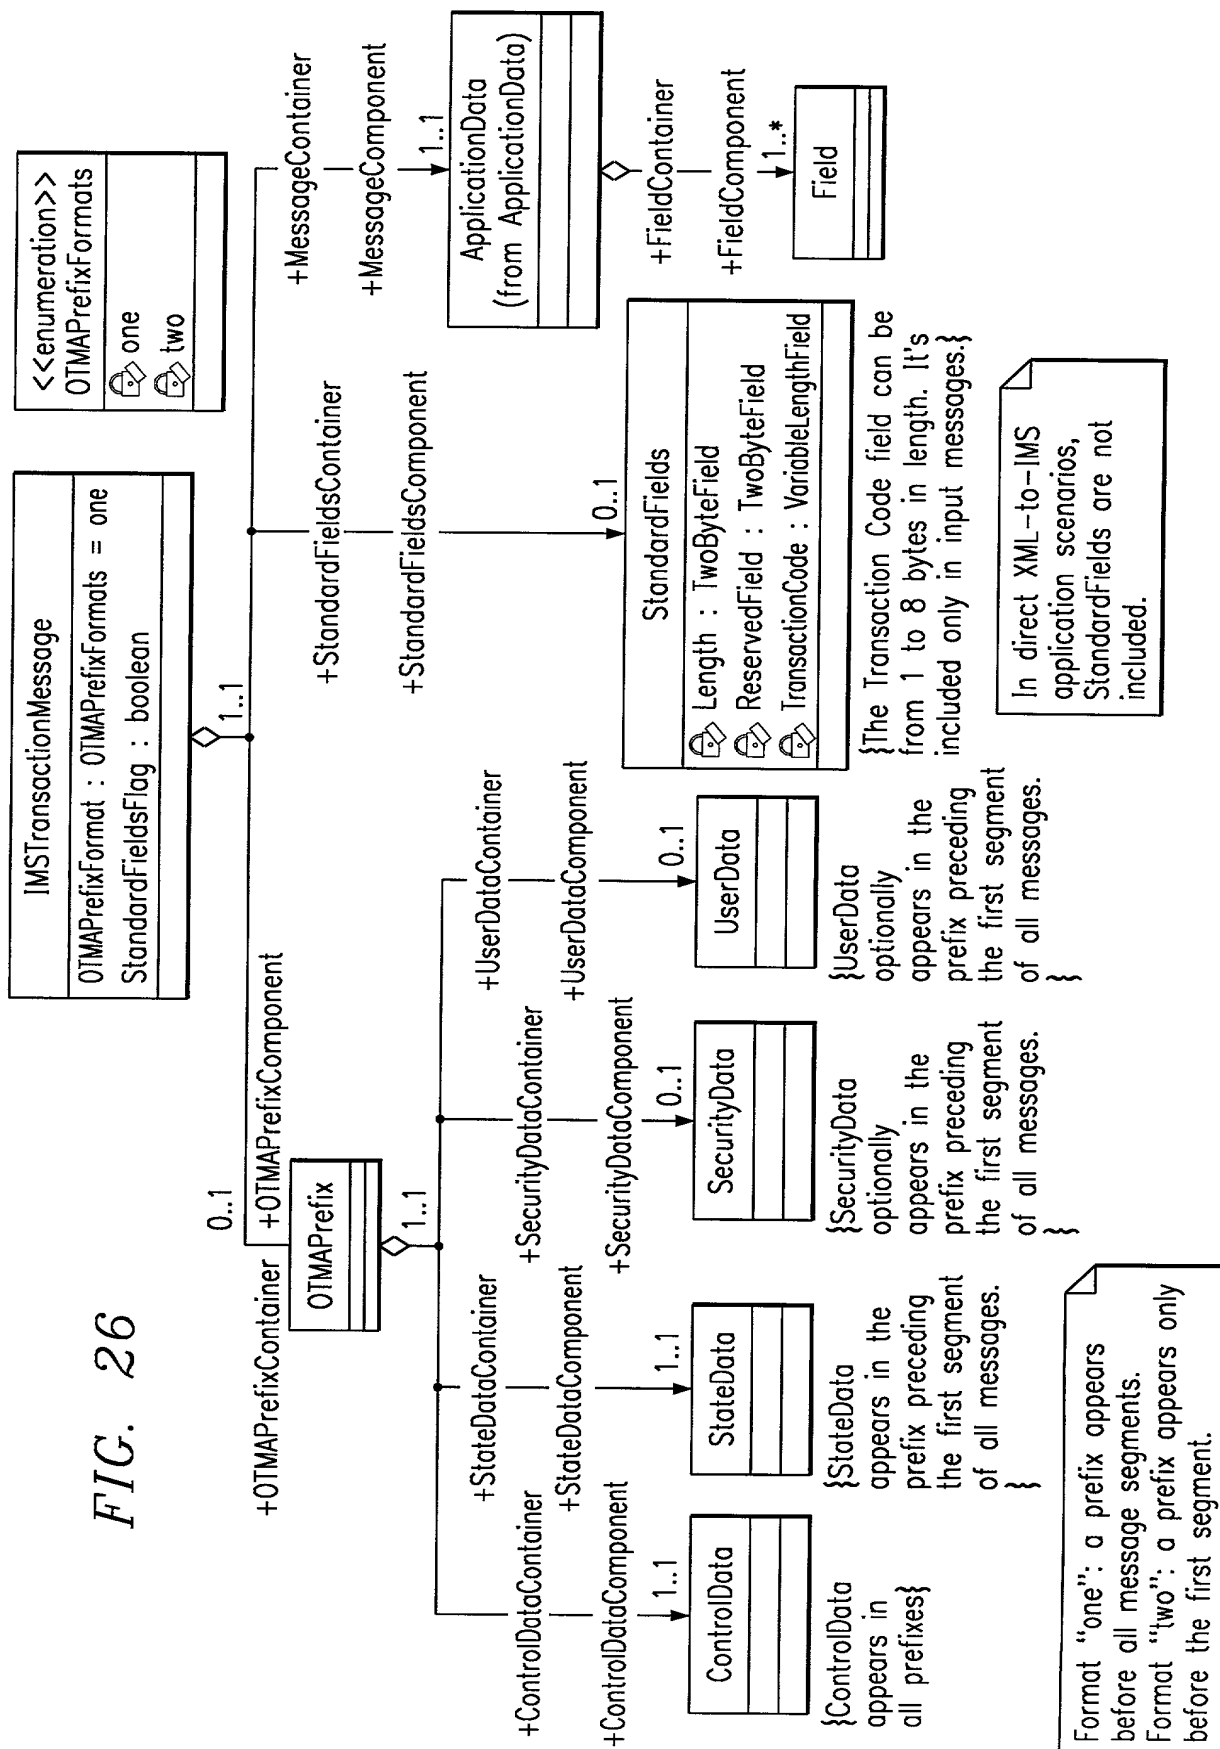 FIG. 26
IMSTransactionMessage
OTMAPrefixFormat : OTMAPrefixFormats = one
StandardFieldsFlag : boolean
<<enumeration>>
OTMAPrefixFormats
one
two
1..1
0..1
+OTMAPrefixContainer
+OTMAPrefixComponent
OTMAPrefix
1..1
+StandardFieldsContainer
+StandardFieldsComponent
0..1
+MessageContainer
+MessageComponent
1..1
ApplicationData
(from ApplicationData)
+FieldContainer
+FieldComponent
1..*
Field
StandardFields
Length : TwoByteField
ReservedField : TwoByteField
TransactionCode : VariableLengthField
{The Transaction Code field can be
from 1 to 8 bytes in length. It's
included only in input messages.}
In direct XML-to-IMS
application scenarios,
StandardFields are not
included.
+ControlDataContainer
+ControlDataComponent
1..1
ControlData
{ControlData
appears in
all prefixes}
+StateDataContainer
+StateDataComponent
1..1
StateData
{StateData
appears in the
prefix preceding
the first segment
of all messages.
}
+SecurityDataContainer
+SecurityDataComponent
0..1
SecurityData
{SecurityData
optionally
appears in the
prefix preceding
the first segment
of all messages.
}
+UserDataContainer
+UserDataComponent
0..1
UserData
{UserData
optionally
appears in the
prefix preceding
the first segment
of all messages.
}
Format “one”: a prefix appears
before all message segments.
Format “two”: a prefix appears only
before the first segment.